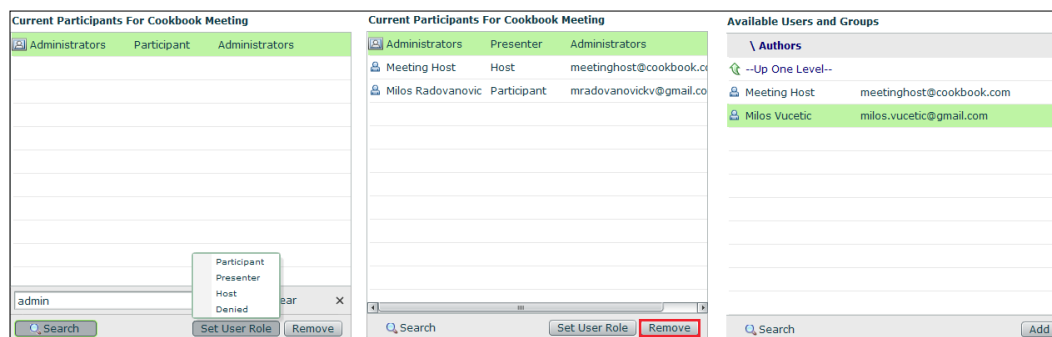 Current Participants For Cookbook Meeting
Administrators Participant Administrators
Participant
Presenter
Host
Denied
admin ear X
Search Set User Role Remove
Current Participants For Cookbook Meeting
Administrators Presenter Administrators
Meeting Host Host meetinghost@cookbook.co
Milos Radovanovic Participant mradovanovickv@gmail.co
Search Set User Role Remove
Available Users and Groups
\ Authors
--Up One Level--
Meeting Host meetinghost@cookbook.com
Milos Vucetic milos.vucetic@gmail.com
Search Add